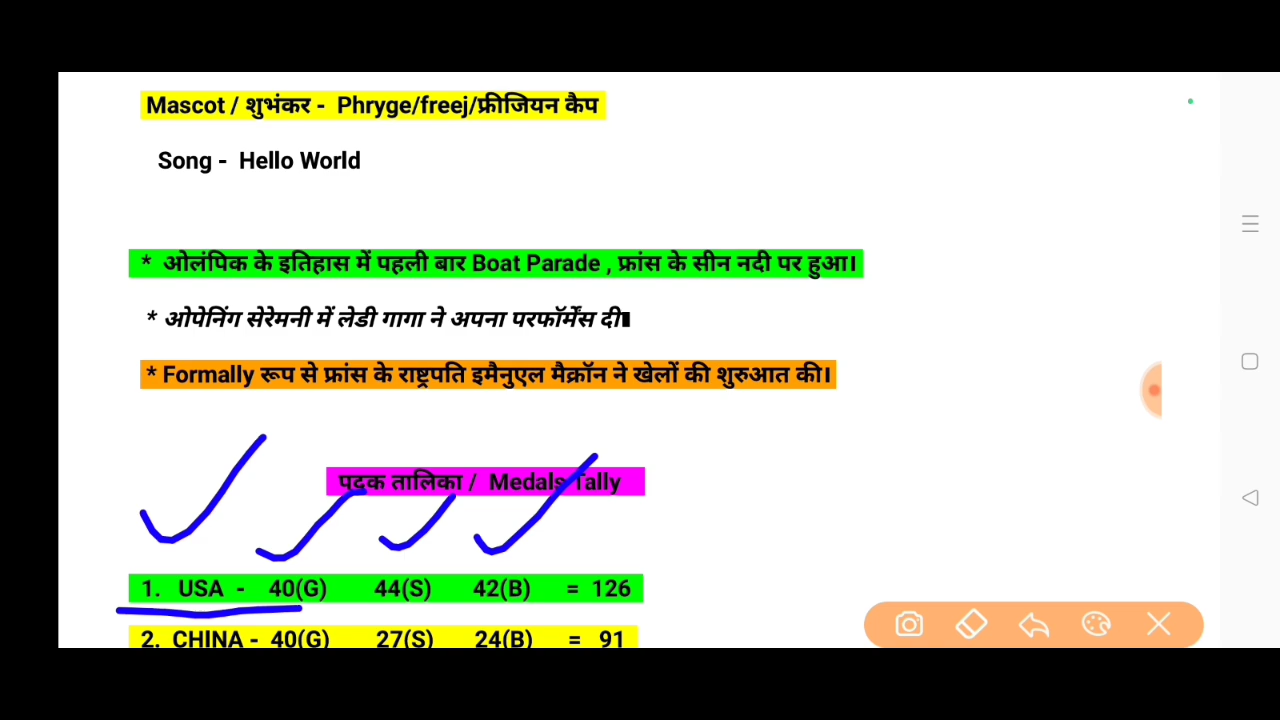 Mascot / शुभंकर - Phryge/freej/फ्रीजियन कैप
Song - Hello World
* ओलंपिक के इतिहास में पहली बार Boat Parade , फ्रांस के सीन नदी पर हुआ।
* ओपेनिंग सेरेमनी में लेडी गागा ने अपना परफॉर्मेंस दी।
* Formally रूप से फ्रांस के राष्ट्रपति इमैनुएल मैक्रॉन ने खेलों की शुरुआत की।
पदक तालिका / Medals Tally
1. USA - 40(G) 44(S) 42(B) = 126
2. CHINA - 40(G) 27(S) 24(B) = 91